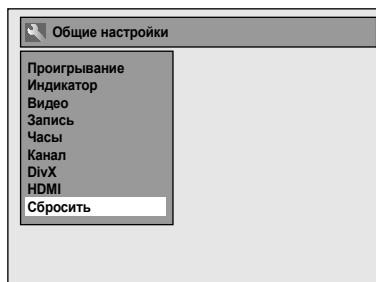 Общие настройки
Проигрывание
Индикатор
Видео
Запись
Часы
Канал
DivX
HDMI
Сбросить